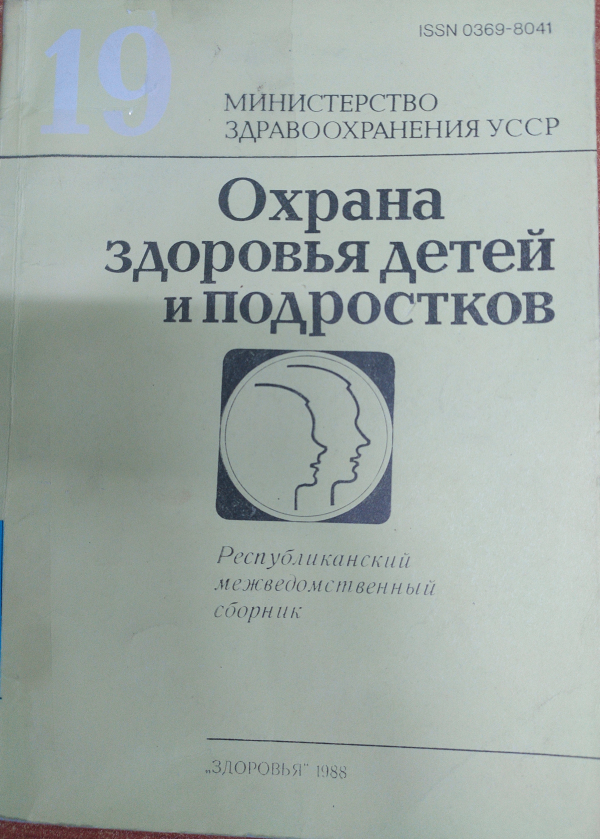 19
ISSN 0369-8041
МИНИСТЕРСТВО
ЗДРАВООХРАНЕНИЯ УССР
Охрана
здоровья детей
и подростков
Республиканский
межведомственный
сборник
„ЗДОРОВЬЯ" 1988